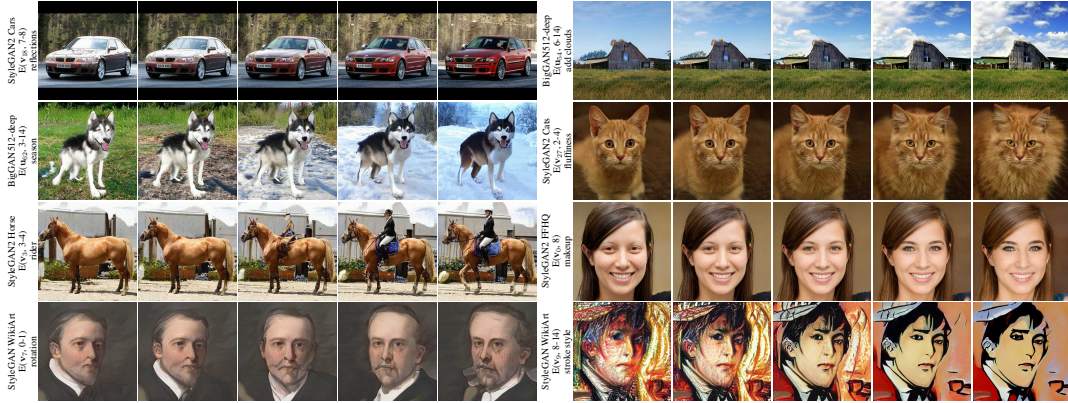 StyleGAN2 Cars
E(v₁₈, 7-8)
reflections
BigGAN512-deep
E(u₅₄, 6-14)
add clouds
BigGAN512-deep
E(u₆₂, 3-14)
season
StyleGAN2 Cats
E(v₂₇, 2-4)
fluffiness
StyleGAN2 Horse
E(v₃, 3-4)
rider
StyleGAN2 FFHQ
E(v₀, 8)
makeup
StyleGAN WikiArt
E(v₇, 0-1)
rotation
StyleGAN WikiArt
E(v₉, 8-14)
stroke style